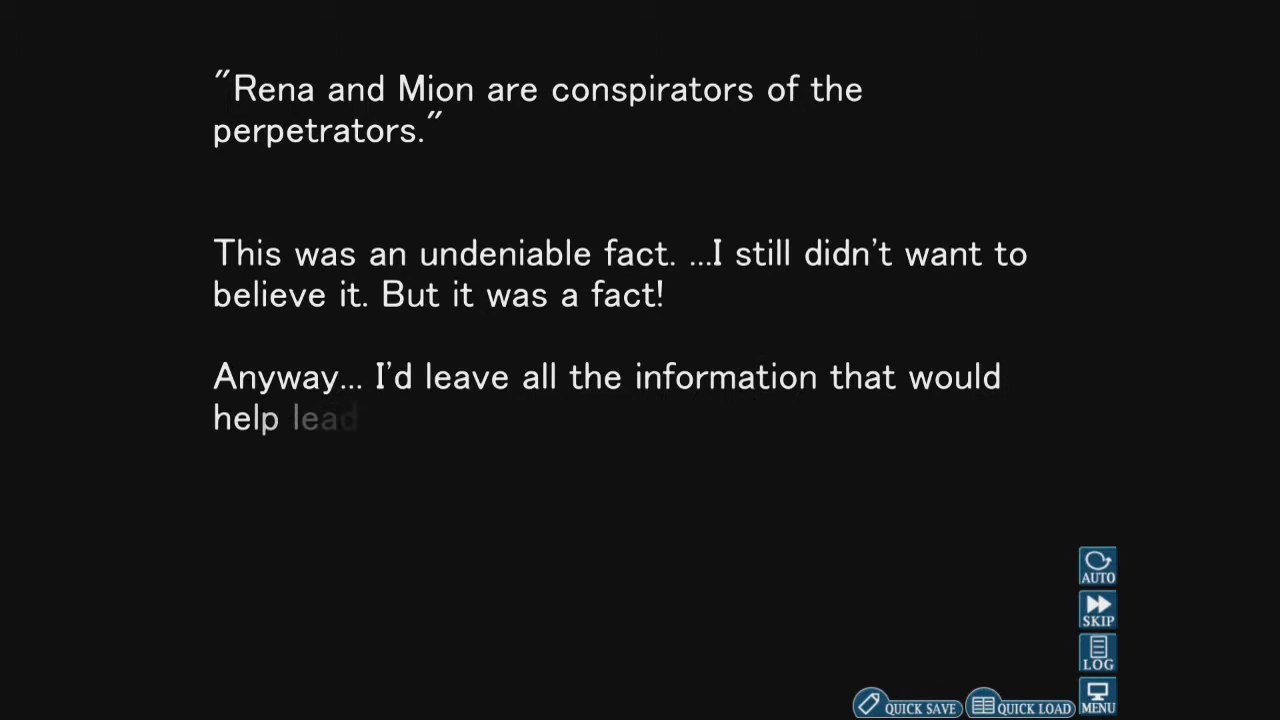 "Rena and Mion are conspirators of the
perpetrators."
This was an undeniable fact. ...I still didn't want to
believe it. But it was a fact!
Anyway... I'd leave all the information that would
help lead
AUTO
SKIP
LOG
MENU
QUICK SAVE
QUICK LOAD